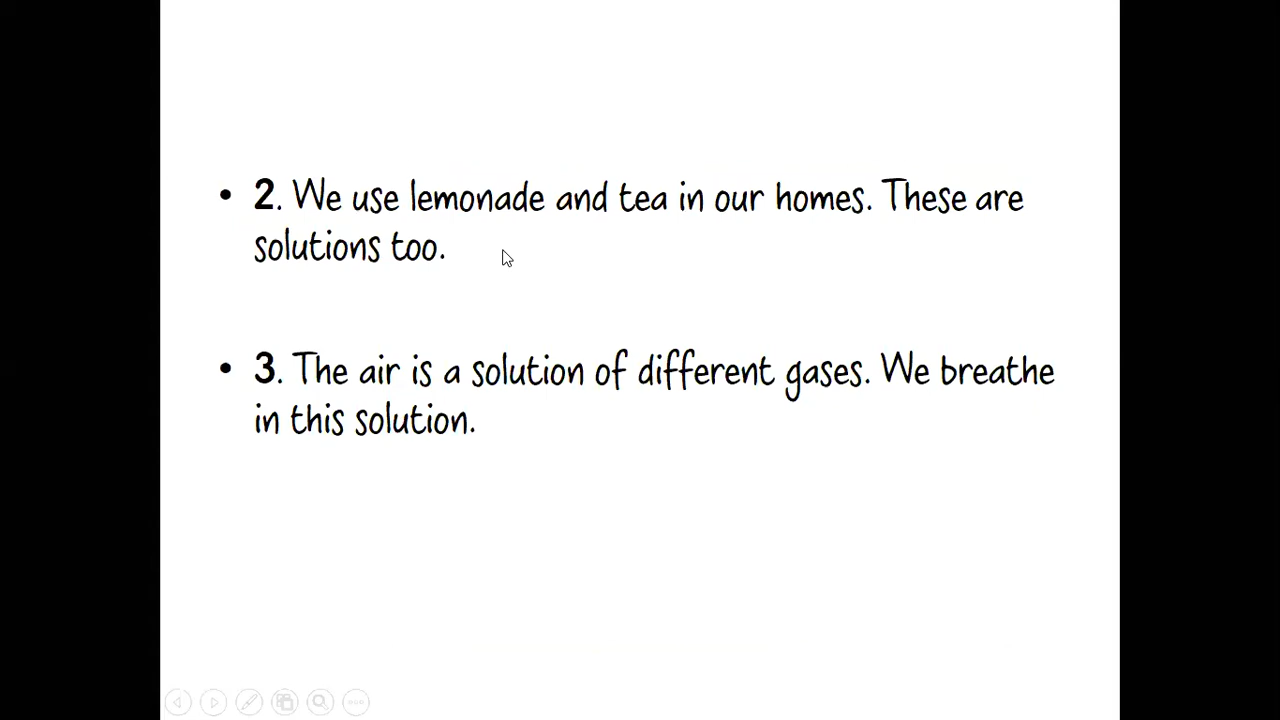 • 2. We use lemonade and tea in our homes. These are
solutions too.
• 3. The air is a solution of different gases. We breathe
in this solution.